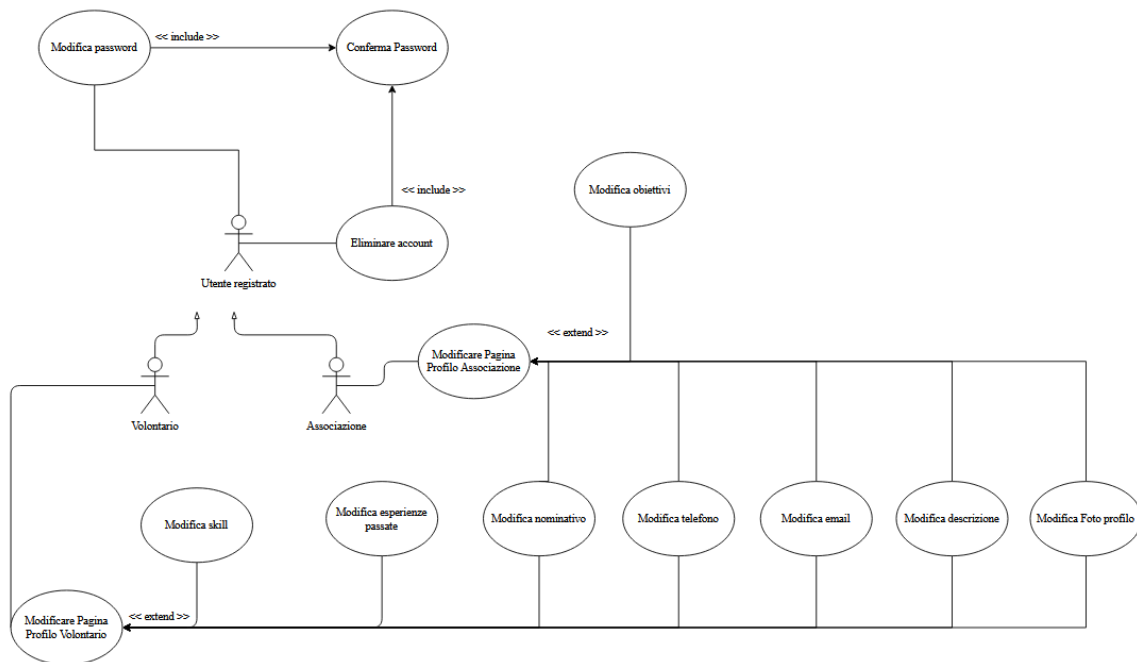 Modifica password
<< include >>
Conferma Password
<< include >>
Modifica obiettivi
Eliminare account
Utente registrato
<< extend >>
Modificare Pagina
Profilo Associazione
Volontario
Associazione
Modifica skill
Modifica esperienze
passate
Modifica nominativo
Modifica telefono
Modifica email
Modifica descrizione
Modifica Foto profilo
<< extend >>
Modificare Pagina
Profilo Volontario